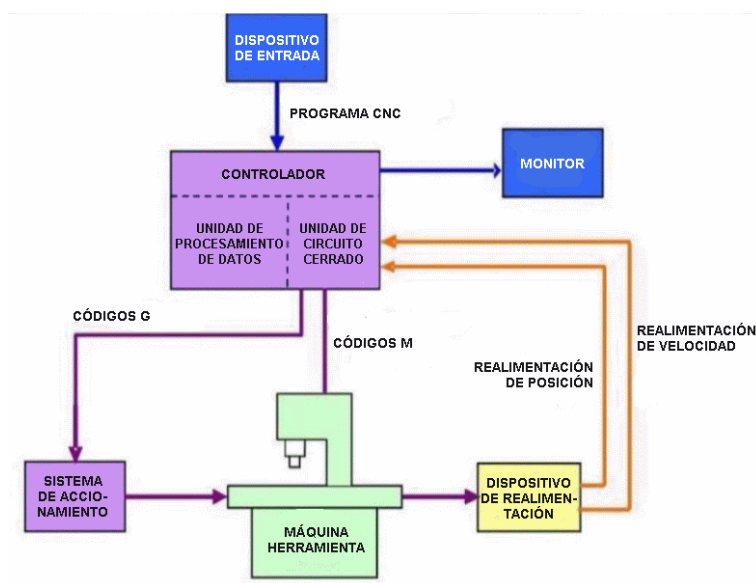 DISPOSITIVO
DE ENTRADA
PROGRAMA CNC
CONTROLADOR
MONITOR
UNIDAD DE
PROCESAMIENTO
DE DATOS
UNIDAD DE
CIRCUITO
CERRADO
CÓDIGOS G
CÓDIGOS M
REALIMENTACIÓN
DE VELOCIDAD
REALIMENTACIÓN
DE POSICIÓN
SISTEMA
DE ACCIO-
NAMIENTO
MÁQUINA
HERRAMIENTA
DISPOSITIVO
DE REALIMEN-
TACIÓN